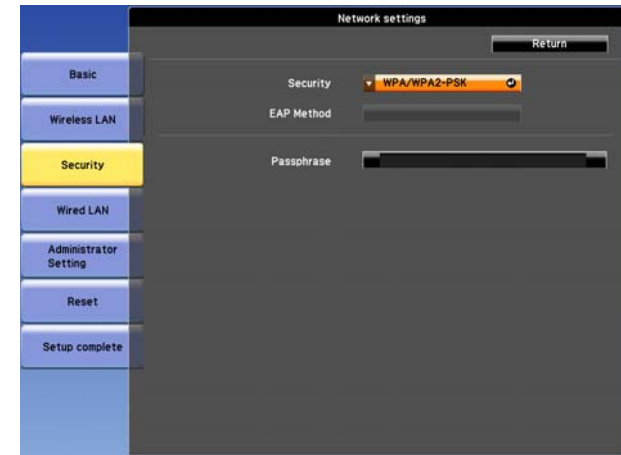 Network settings
Return
Basic
Wireless LAN
Security
Wired LAN
Administrator
Setting
Reset
Setup complete
Security WPA/WPA2-PSK
EAP Method
Passphrase